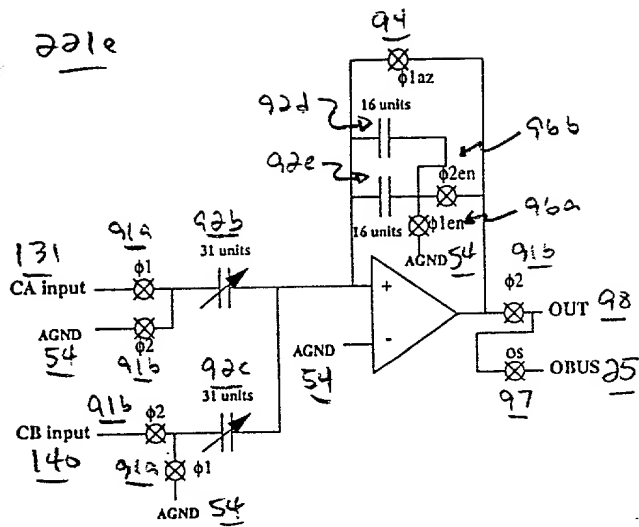 221e
94
φ1az
92d
16 units
96b
92e
φ2en
96a
16 units
φ1en
AGND 54
91a
92b
31 units
131
φ1
CA input
AGND
54
φ2
91b
+
-
AGND
54
91b
φ2
OUT 98
os
OBUS 25
97
92c
31 units
91b
φ2
CB input
140
91a
φ1
AGND 54